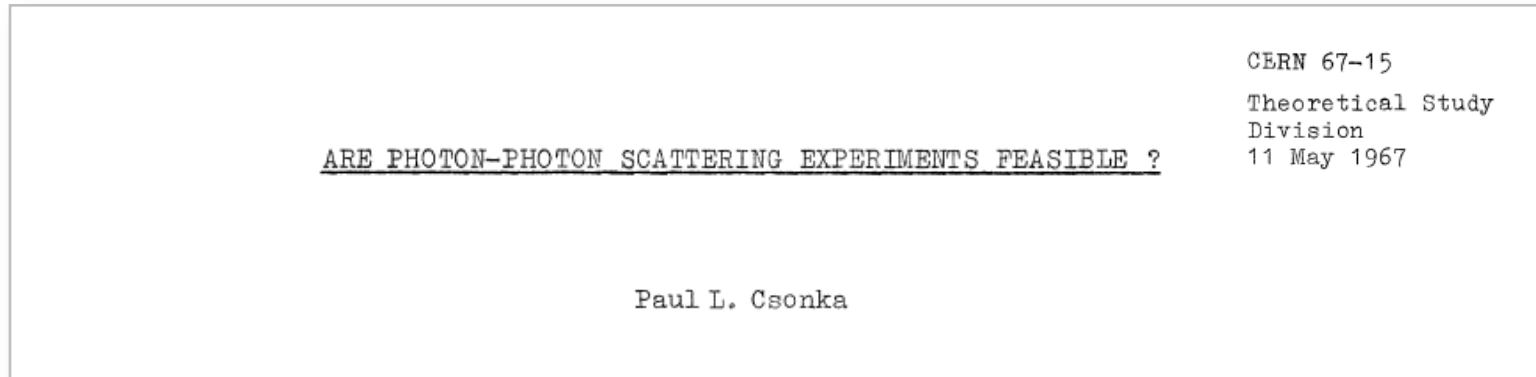 CERN 67-15
Theoretical Study
Division
11 May 1967
ARE PHOTON-PHOTON SCATTERING EXPERIMENTS FEASIBLE ?
Paul L. Csonka